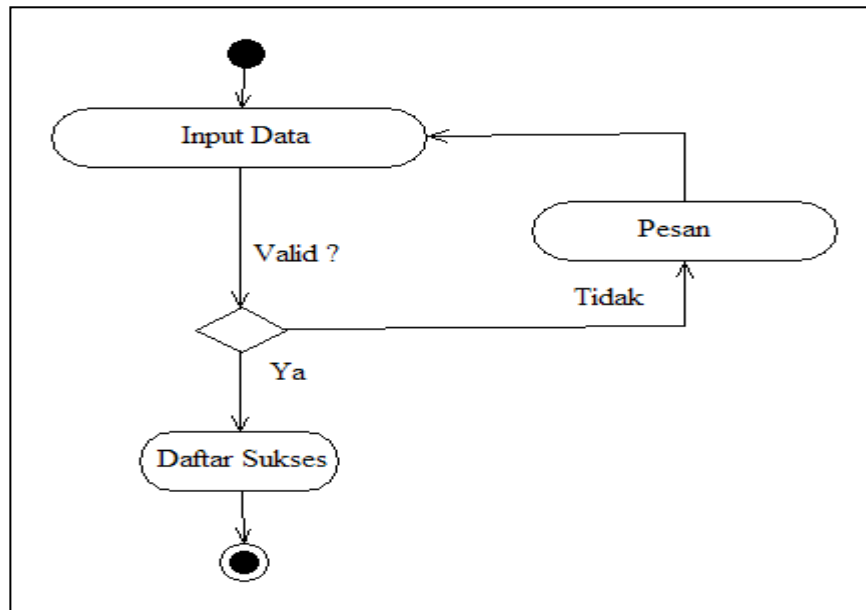 Input Data
Pesan
Valid ?
Tidak
Ya
Daftar Sukses